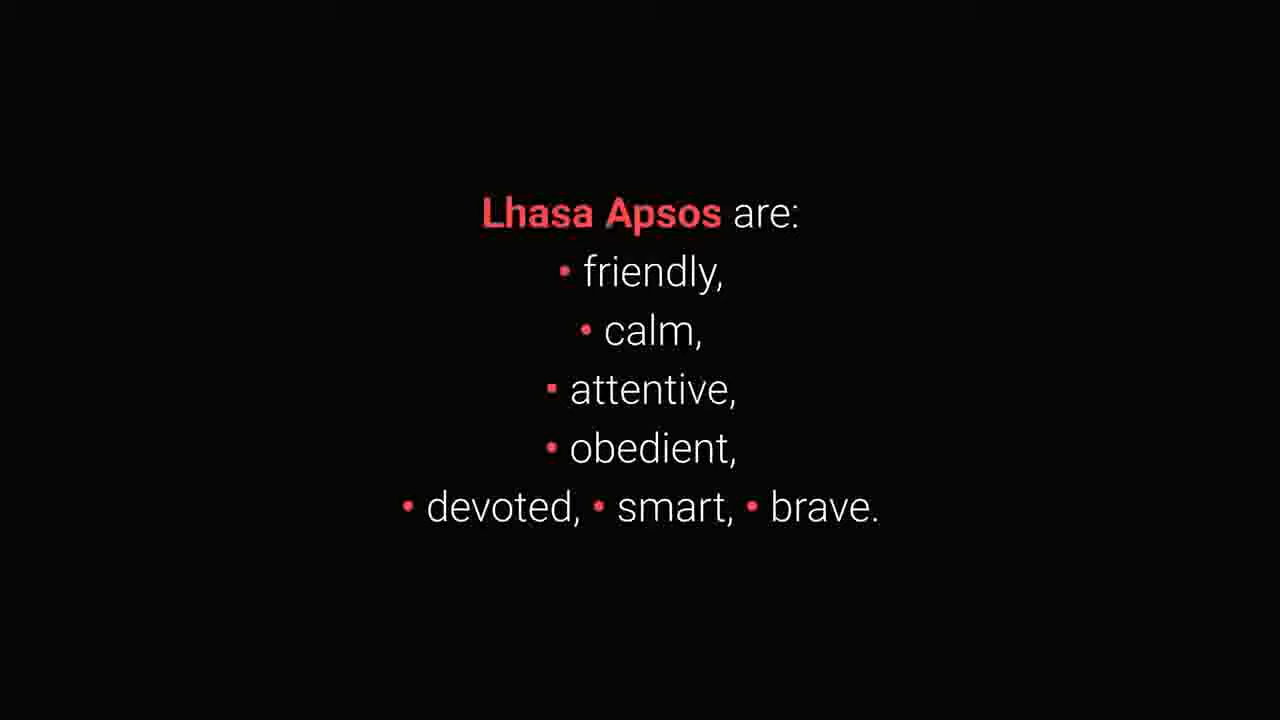 Lhasa Apsos are:
• friendly,
• calm,
• attentive,
• obedient,
• devoted, • smart, • brave.